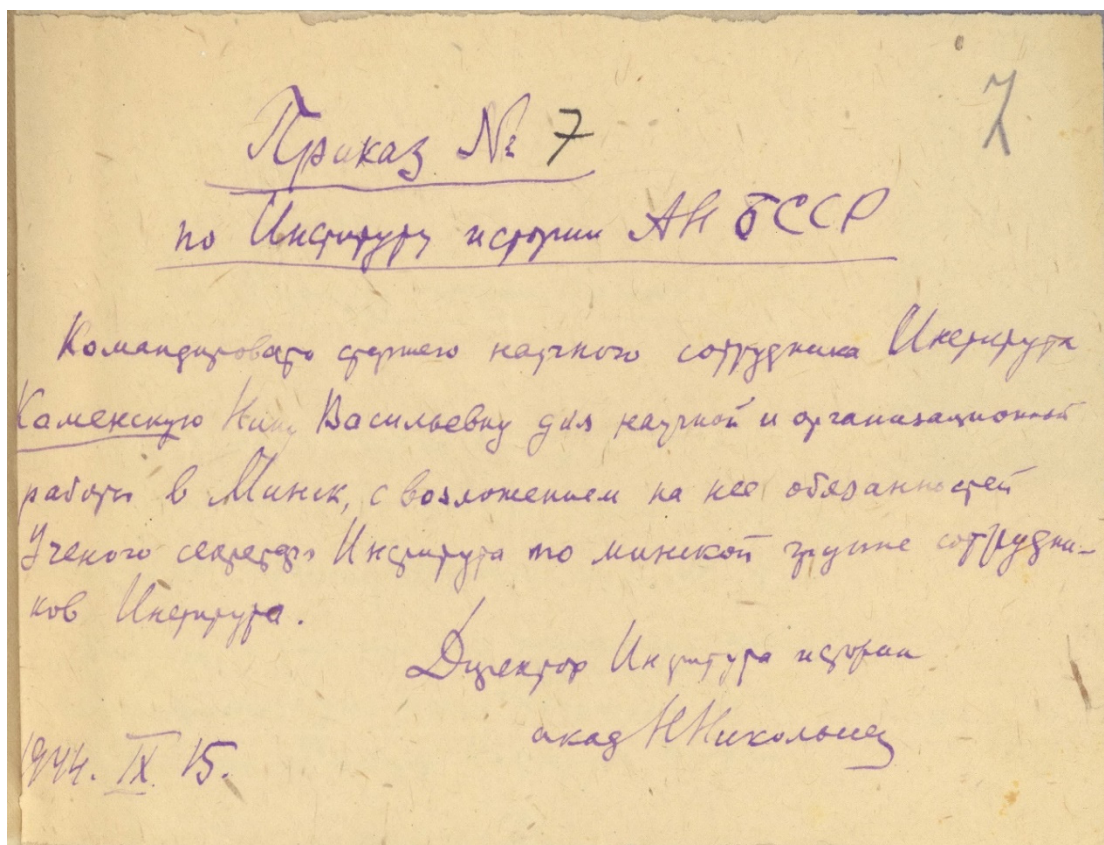 7
Приказ № 7
по Институту истории АН БССР
Командировать старшего научного сотрудника Института
Каменскую Нину Васильевну для научной и организационной
работы в Минск, с возложением на нее обязанностей
Ученого секретаря Института по минской группе сотрудни-
ков Института.
Директор Института истории
акад Н Никольский
1944. IX. 15.